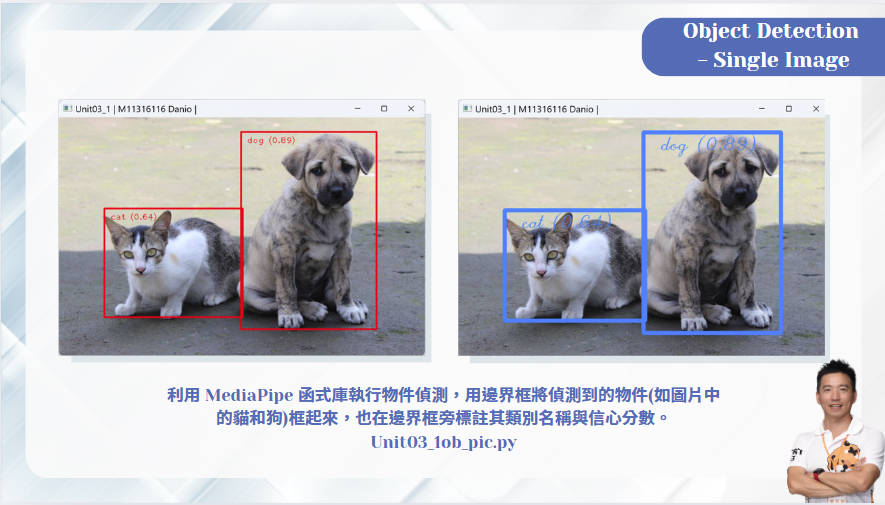 Object Detection
- Single Image
Unit03_1 | M11316116 Danio |
dog (0.89)
cat (0.64)
Unit03_1 | M11316116 Danio |
dog (0.89)
cat (0.64)
利用 MediaPipe 函式庫執行物件偵測，用邊界框將偵測到的物件(如圖片中
的貓和狗)框起來，也在邊界框旁標註其類別名稱與信心分數。
Unit03_1ob_pic.py